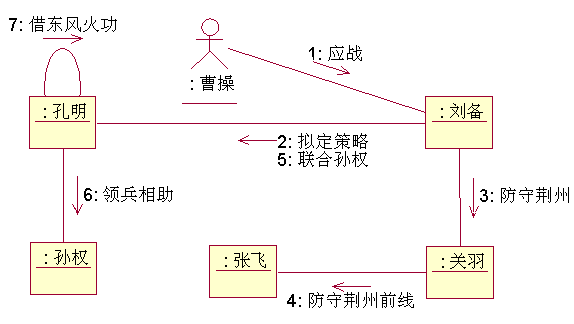 7: 借东风火功
1: 应战
: 曹操
: 孔明
: 刘备
2: 拟定策略
5: 联合孙权
6: 领兵相助
3: 防守荆州
: 孙权
: 张飞
: 关羽
4: 防守荆州前线